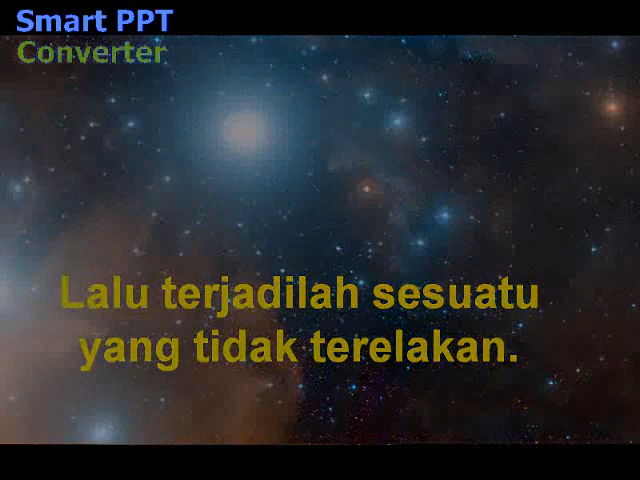 Smart PPT
Converter
Lalu terjadilah sesuatu
yang tidak terelakan.